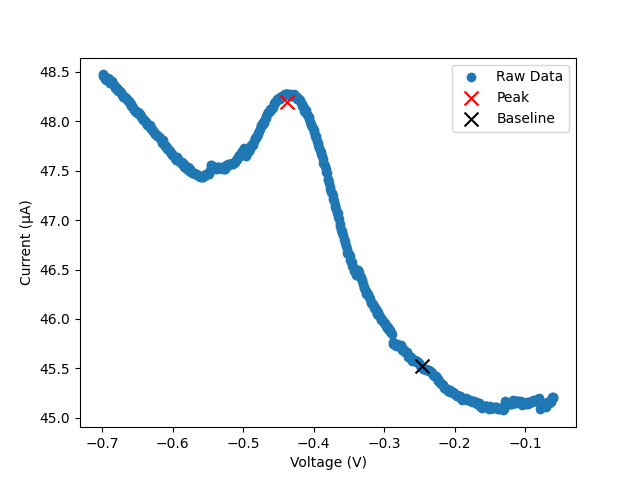 48.5
48.0
47.5
47.0
46.5
46.0
45.5
45.0
Current (µA)
Raw Data
Peak
Baseline
−0.7 −0.6 −0.5 −0.4 −0.3 −0.2 −0.1
Voltage (V)